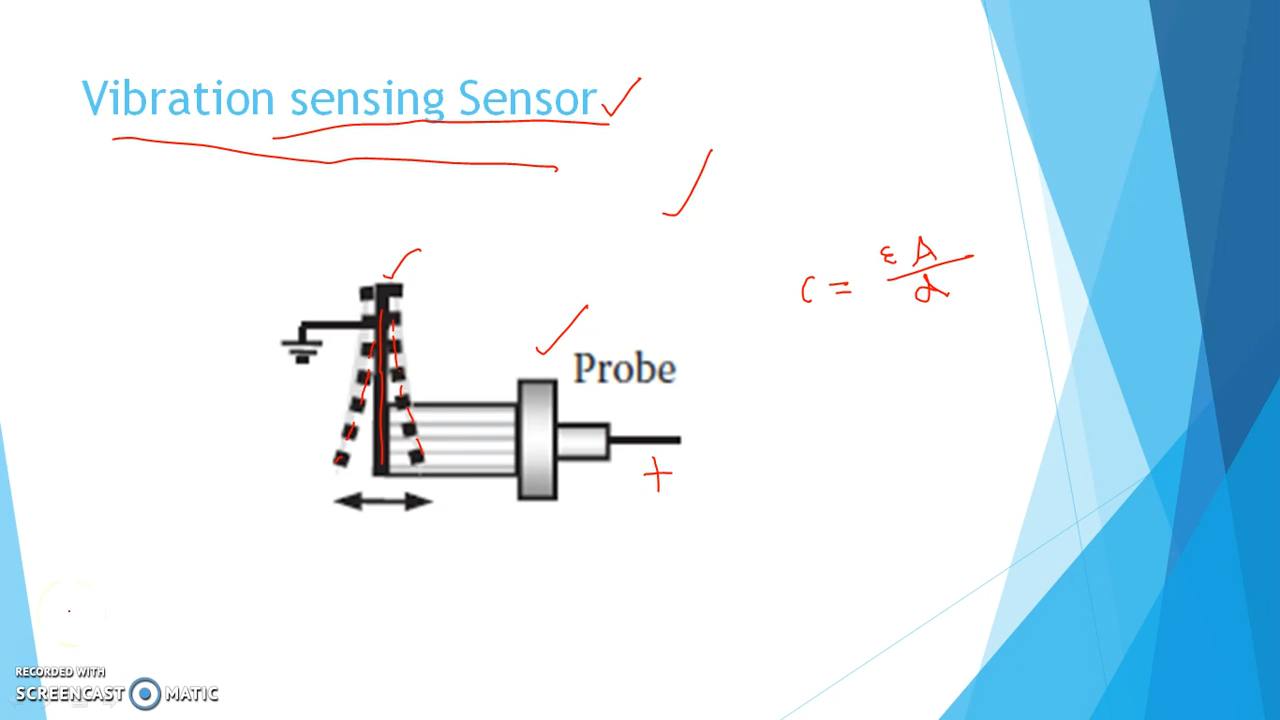 Vibration sensing Sensor
C = εA/d
Probe
+
RECORDED WITH
SCREENCAST MATIC